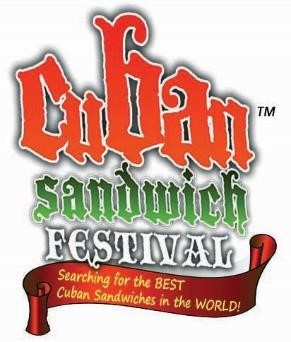 Cuban™
sandwich
FESTIVAL
Searching for the BEST
Cuban Sandwiches in the WORLD!